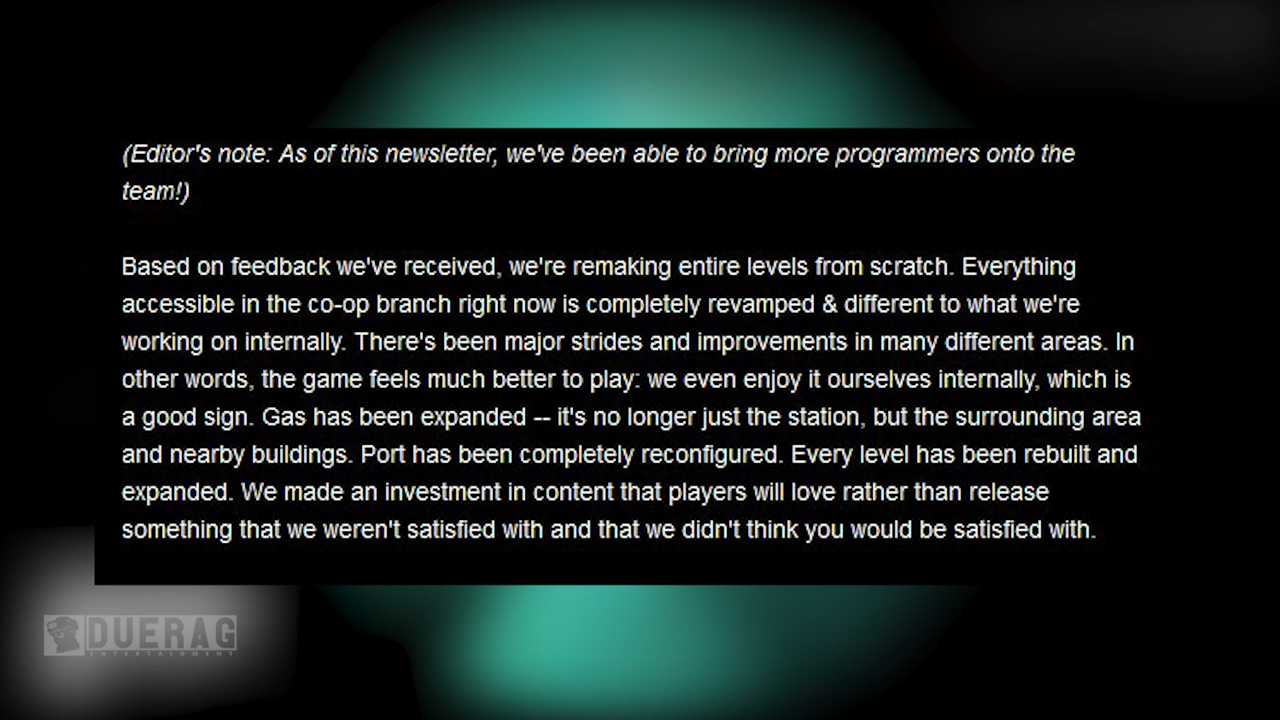 (Editor's note: As of this newsletter, we've been able to bring more programmers onto the
team!)
Based on feedback we've received, we're remaking entire levels from scratch. Everything
accessible in the co-op branch right now is completely revamped & different to what we're
working on internally. There's been major strides and improvements in many different areas. In
other words, the game feels much better to play: we even enjoy it ourselves internally, which is
a good sign. Gas has been expanded -- it's no longer just the station, but the surrounding area
and nearby buildings. Port has been completely reconfigured. Every level has been rebuilt and
expanded. We made an investment in content that players will love rather than release
something that we weren't satisfied with and that we didn't think you would be satisfied with.
DUERAG
ENTERTAINMENT